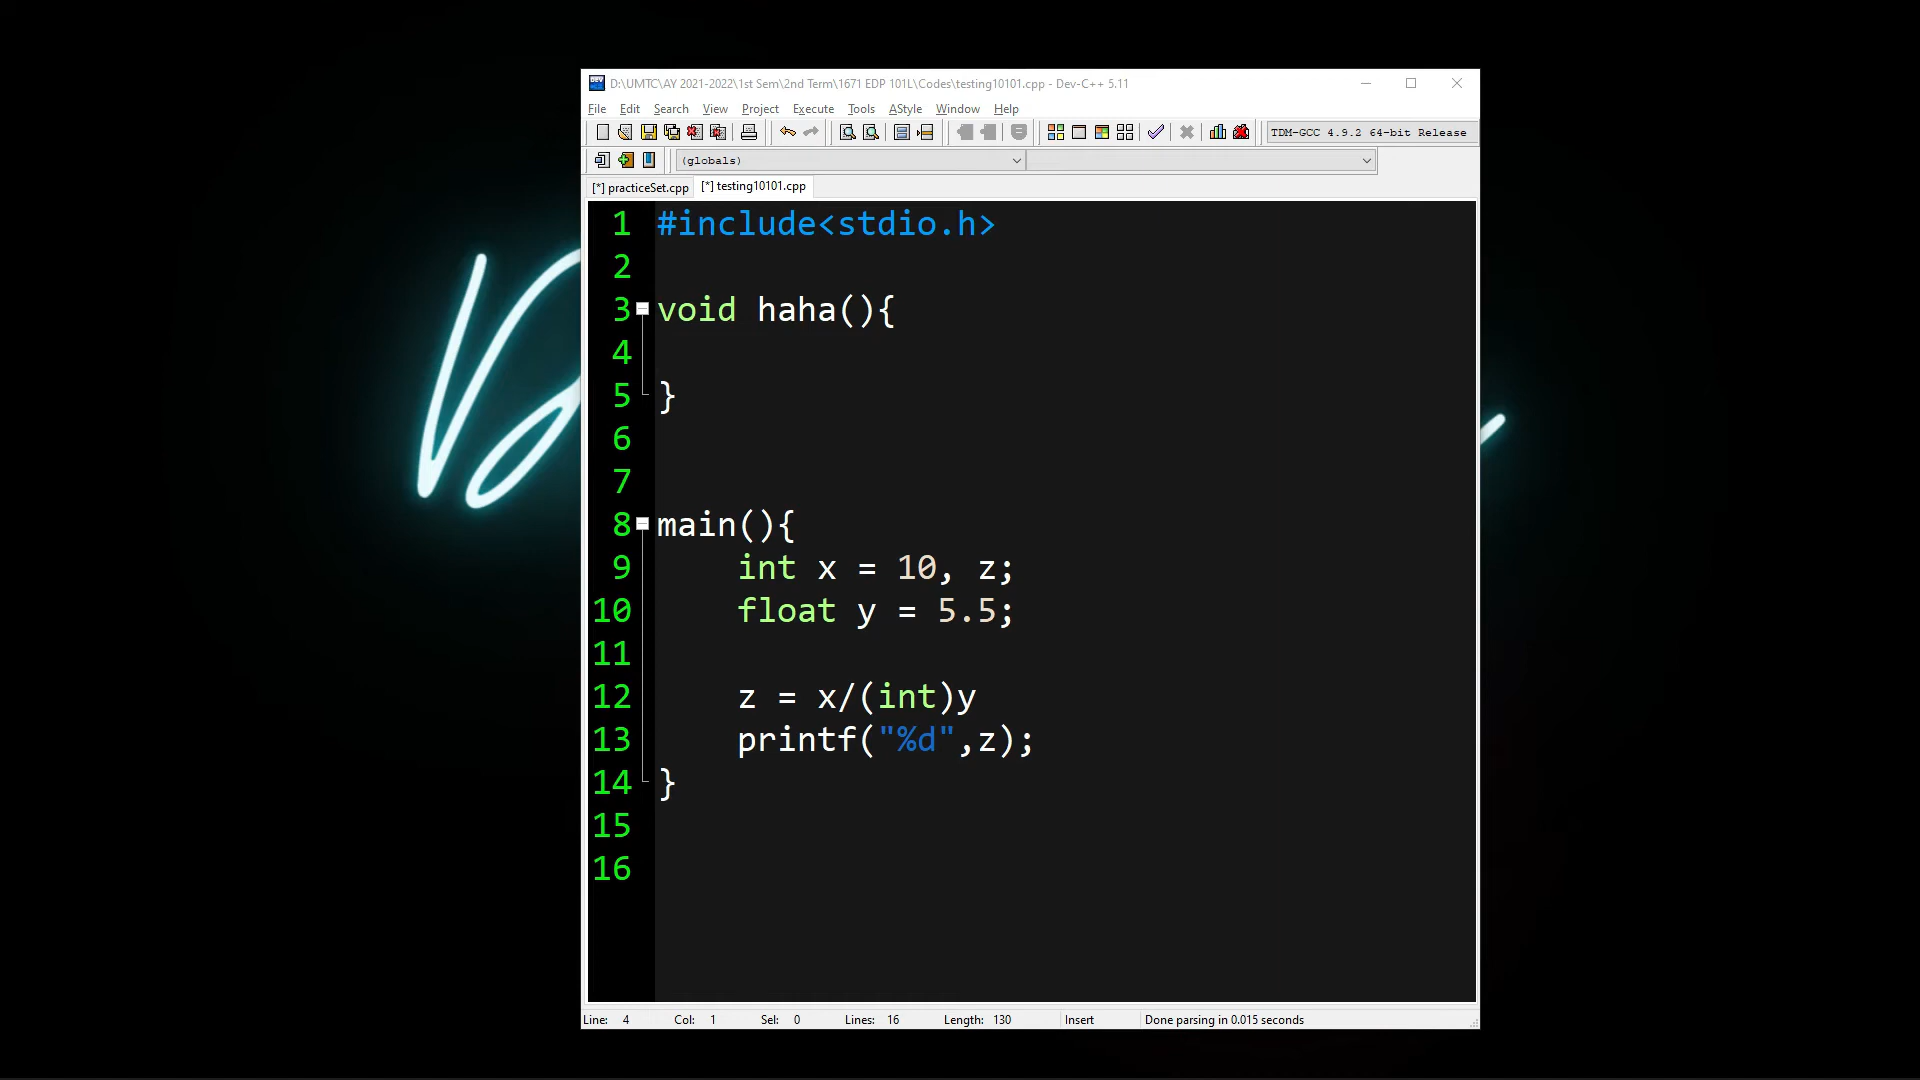 D:\UMTC\AY 2021-2022\1st Sem\2nd Term\1671 EDP 101L\Codes\testing10101.cpp - Dev-C++ 5.11
File Edit Search View Project Execute Tools AStyle Window Help
TDM-GCC 4.9.2 64-bit Release
(globals)
[*] practiceSet.cpp [*] testing10101.cpp
1 #include<stdio.h>
2
3 void haha(){
4
5 }
6
7
8 main(){
9 int x = 10, z;
10 float y = 5.5;
11
12 z = x/(int)y
13 printf("%d",z);
14 }
15
16
Line: 4 Col: 1 Sel: 0 Lines: 16 Length: 130 Insert Done parsing in 0.015 seconds